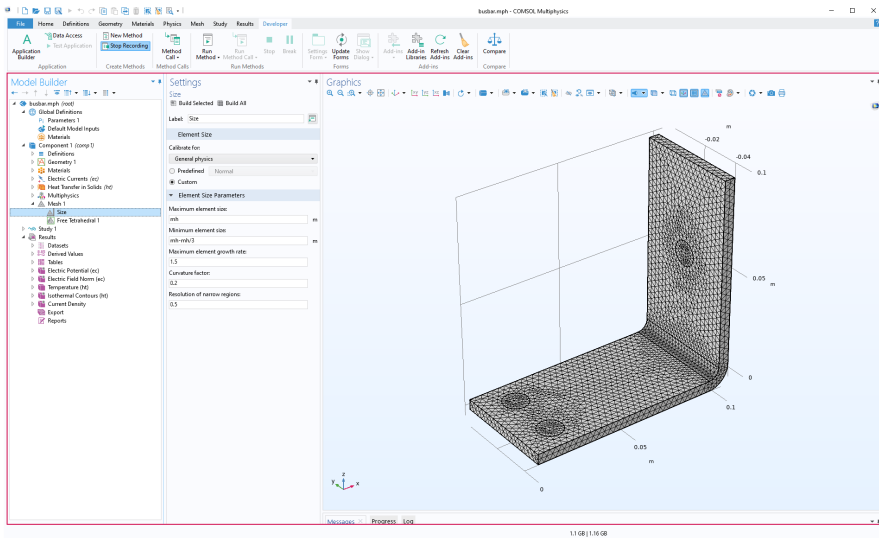 busbar.mph - COMSOL Multiphysics
File Home Definitions Geometry Materials Physics Mesh Study Results Developer
Application Builder
Data Access
Test Application
Application
New Method
Stop Recording
Create Methods
Method Call
Method Calls
Run Method
Run Method Call
Stop
Break
Run Methods
Settings Forms
Update Forms
Show Dialog
Forms
Add-ins
Add-in Libraries
Refresh Add-ins
Clear Add-ins
Add-ins
Compare
Compare
Model Builder
busbar.mph (root)
Global Definitions
Pi Parameters 1
Default Model Inputs
Materials
Component 1 (comp1)
Definitions
Geometry 1
Materials
Electric Currents (ec)
Heat Transfer in Solids (ht)
Multiphysics
Mesh 1
Size
Free Tetrahedral 1
Study 1
Results
Datasets
Derived Values
Tables
Electric Potential (ec)
Electric Field Norm (ec)
Temperature (ht)
Isothermal Contours (ht)
Current Density
Export
Reports
Settings
Size
Build Selected Build All
Label: Size
Element Size
Calibrate for:
General physics
Predefined Normal
Custom
Element Size Parameters
Maximum element size:
mh m
Minimum element size:
mh-mh/3 m
Maximum element growth rate:
1.5
Curvature factor:
0.2
Resolution of narrow regions:
0.5
Graphics
m
-0.02
-0.04
0.1
0.05
m
0
0.1
0.05
m
0
z
y x
Messages Progress Log
1.1 GB | 1.16 GB